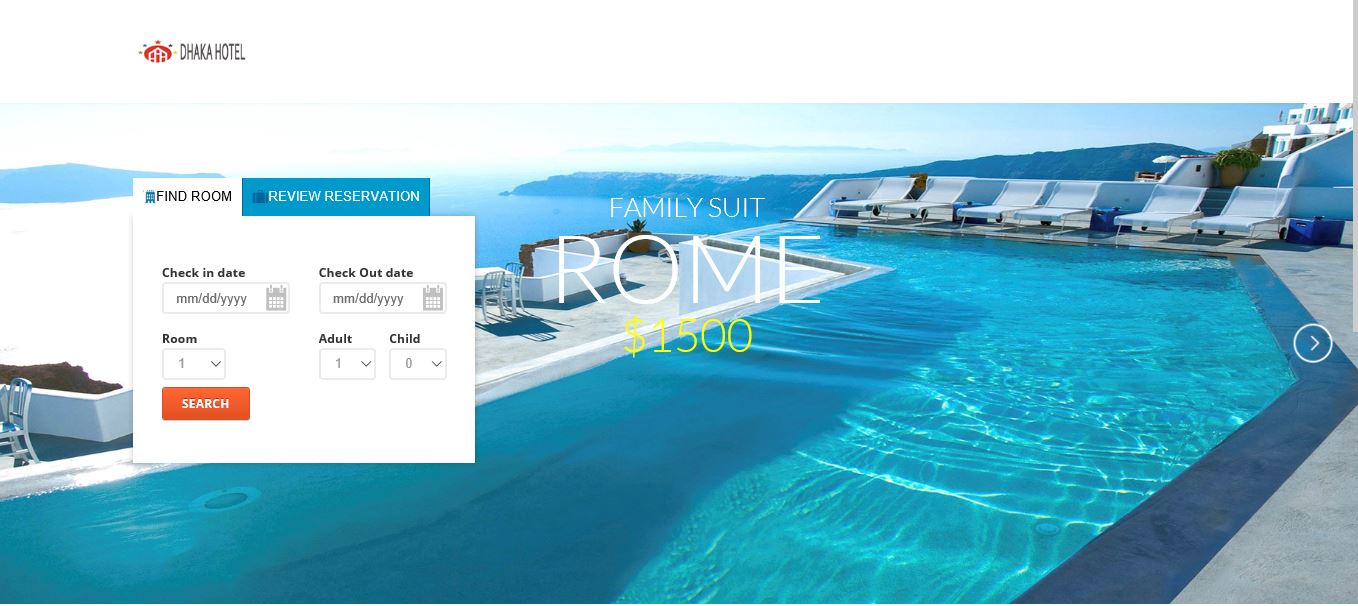 DHAKA HOTEL
FIND ROOM
REVIEW RESERVATION
FAMILY SUIT
ROME
$1500
Check in date
Check Out date
mm/dd/yyyy
mm/dd/yyyy
Room
Adult
Child
1
1
0
SEARCH